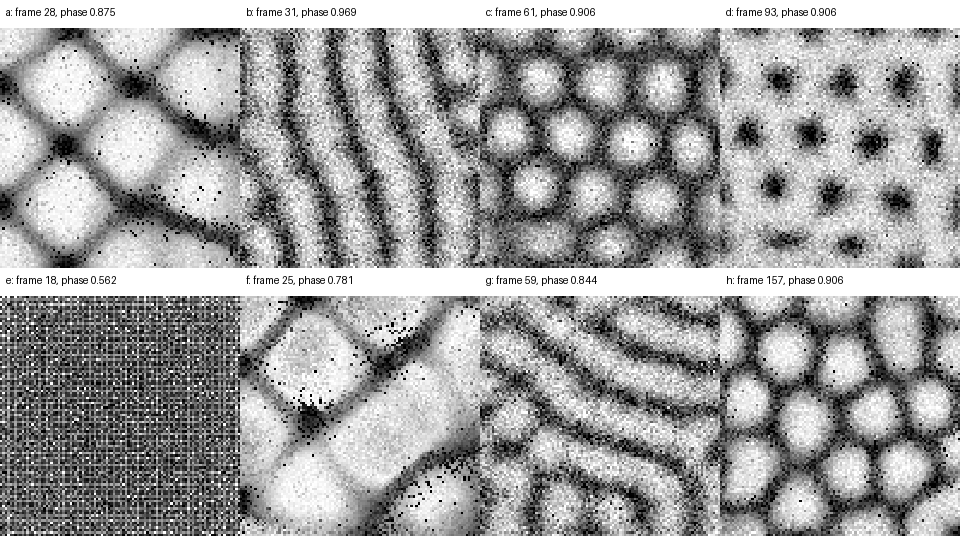 a: frame 28, phase 0.875
b: frame 31, phase 0.969
c: frame 61, phase 0.906
d: frame 93, phase 0.906
e: frame 18, phase 0.562
f: frame 25, phase 0.781
g: frame 59, phase 0.844
h: frame 157, phase 0.906